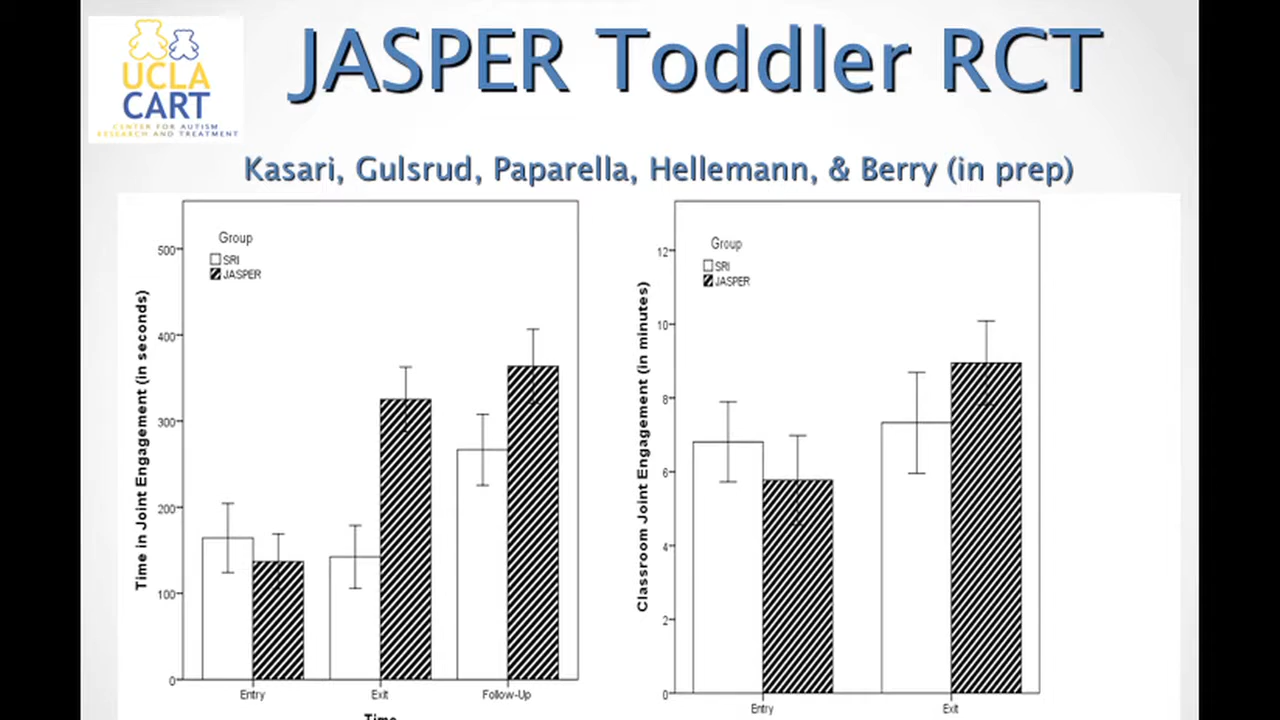 UCLA
CART
CENTER FOR AUTISM
RESEARCH AND TREATMENT
JASPER Toddler RCT
Kasari, Gulsrud, Paparella, Hellemann, & Berry (in prep)
Time in Joint Engagement (in seconds)
Group
SRI
JASPER
500
400
300
200
100
0
Entry
Exit
Follow-Up
Time
Classroom Joint Engagement (in minutes)
Group
SRI
JASPER
12
10
8
6
4
2
0
Entry
Exit